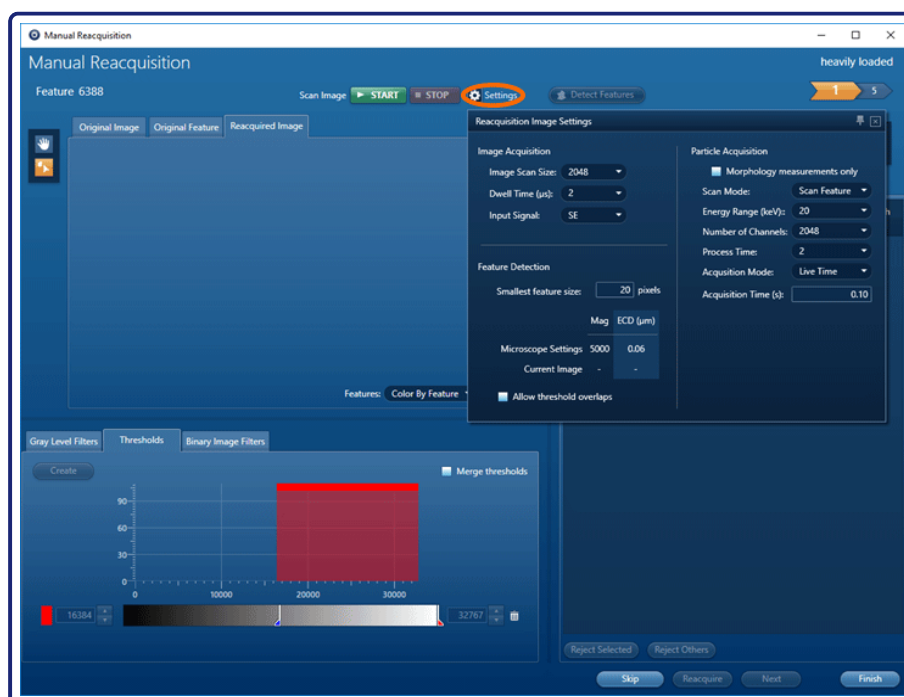 Manual Reacquisition
Manual Reacquisition
heavily loaded
Feature 6388
Scan Image
START
STOP
Settings
Detect Features
1
5
Original Image
Original Feature
Reacquired Image
Reacquisition Image Settings
Image Acquisition
Image Scan Size: 2048
Dwell Time (µs): 2
Input Signal: SE
Feature Detection
Smallest feature size: 20 pixels
Mag ECD (µm)
Microscope Settings 5000 0.06
Current Image - -
Allow threshold overlaps
Particle Acquisition
Morphology measurements only
Scan Mode: Scan Feature
Energy Range (keV):: 20
Number of Channels: 2048
Process Time: 2
Acqusition Mode: Live Time
Acquisition Time (s): 0.10
Features: Color By Feature
Gray Level Filters
Thresholds
Binary Image Filters
Create
Merge thresholds
90
60
30
0
0 10000 20000 30000
16384
32767
Reject Selected
Reject Others
Skip
Reacquire
Next
Finish